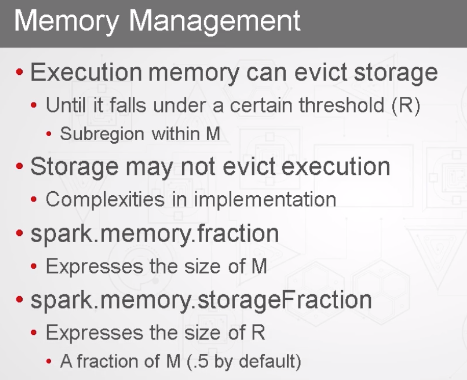 Memory Management
• Execution memory can evict storage
• Until it falls under a certain threshold (R)
• Subregion within M
• Storage may not evict execution
• Complexities in implementation
• spark.memory.fraction
• Expresses the size of M
• spark.memory.storageFraction
• Expresses the size of R
• A fraction of M (.5 by default)